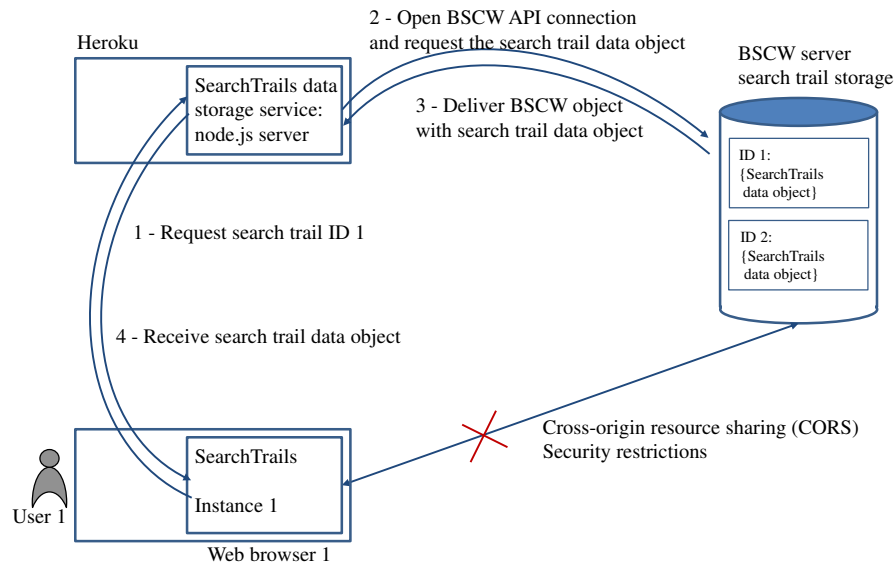 2 - Open BSCW API connection
and request the search trail data object
Heroku
BSCW server
search trail storage
SearchTrails data
storage service:
node.js server
3 - Deliver BSCW object
with search trail data object
ID 1:
{SearchTrails
data object}
ID 2:
{SearchTrails
data object}
1 - Request search trail ID 1
4 - Receive search trail data object
Cross-origin resource sharing (CORS)
Security restrictions
SearchTrails
Instance 1
User 1
Web browser 1